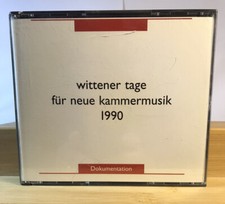 wittener tage
für neue kammermusik
1990
Dokumentation